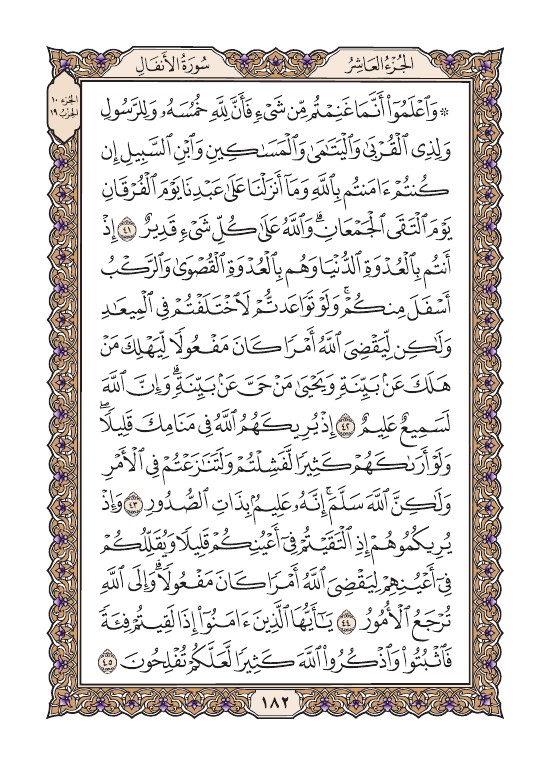 الجُزْءُ العَاشِرُ
سُورَةُ الأَنفَالِ
الجزء ١٠
الحزب ١٩
۞ وَٱعْلَمُوٓا۟ أَنَّمَا غَنِمْتُم مِّن شَىْءٍ فَأَنَّ لِلَّهِ خُمُسَهُۥ وَلِلرَّسُولِ
وَلِذِى ٱلْقُرْبَىٰ وَٱلْيَتَٰمَىٰ وَٱلْمَسَٰكِينِ وَٱبْنِ ٱلسَّبِيلِ إِن
كُنتُمْ ءَامَنتُم بِٱللَّهِ وَمَآ أَنزَلْنَا عَلَىٰ عَبْدِنَا يَوْمَ ٱلْفُرْقَانِ
يَوْمَ ٱلْتَقَى ٱلْجَمْعَانِۗ وَٱللَّهُ عَلَىٰ كُلِّ شَىْءٍ قَدِيرٌ ٤١ إِذْ
أَنتُم بِٱلْعُدْوَةِ ٱلدُّنْيَا وَهُم بِٱلْعُدْوَةِ ٱلْقُصْوَىٰ وَٱلرَّكْبُ
أَسْفَلَ مِنكُمْۚ وَلَوْ تَوَاعَدتُّمْ لَٱخْتَلَفْتُمْ فِى ٱلْمِيعَٰدِ
وَلَٰكِن لِّيَقْضِىَ ٱللَّهُ أَمْرًا كَانَ مَفْعُولًا لِّيَهْلِكَ مَنْ
هَلَكَ عَنۢ بَيِّنَةٍ وَيَحْيَىٰ مَنْ حَىَّ عَنۢ بَيِّنَةٍۗ وَإِنَّ ٱللَّهَ
لَسَمِيعٌ عَلِيمٌ ٤٢ إِذْ يُرِيكَهُمُ ٱللَّهُ فِى مَنَامِكَ قَلِيلًاۖ
وَلَوْ أَرَىٰكَهُمْ كَثِيرًا لَّفَشِلْتُمْ وَلَتَنَٰزَعْتُمْ فِى ٱلْأَمْرِ
وَلَٰكِنَّ ٱللَّهَ سَلَّمَۚ إِنَّهُۥ عَلِيمٌۢ بِذَاتِ ٱلصُّدُورِ ٤٣ وَإِذْ
يُرِيكُمُوهُمْ إِذِ ٱلْتَقَيْتُمْ فِىٓ أَعْيُنِكُمْ قَلِيلًا وَيُقَلِّلُكُمْ
فِىٓ أَعْيُنِهِمْ لِيَقْضِىَ ٱللَّهُ أَمْرًا كَانَ مَفْعُولًاۗ وَإِلَى ٱللَّهِ
تُرْجَعُ ٱلْأُمُورُ ٤٤ يَٰٓأَيُّهَا ٱلَّذِينَ ءَامَنُوٓا۟ إِذَا لَقِيتُمْ فِئَةً
فَٱثْبُتُوا۟ وَٱذْكُرُوا۟ ٱللَّهَ كَثِيرًا لَّعَلَّكُمْ تُفْلِحُونَ ٤٥
١٨٢